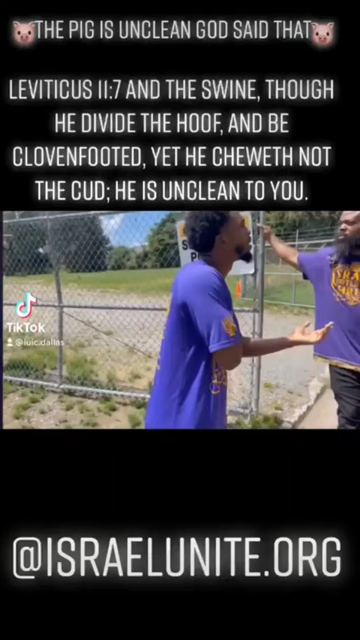 THE PIG IS UNCLEAN GOD SAID THAT
LEVITICUS 11:7 AND THE SWINE, THOUGH
HE DIVIDE THE HOOF, AND BE
CLOVENFOOTED, YET HE CHEWETH NOT
THE CUD; HE IS UNCLEAN TO YOU.
TikTok
@ISRAELUNITE.ORG